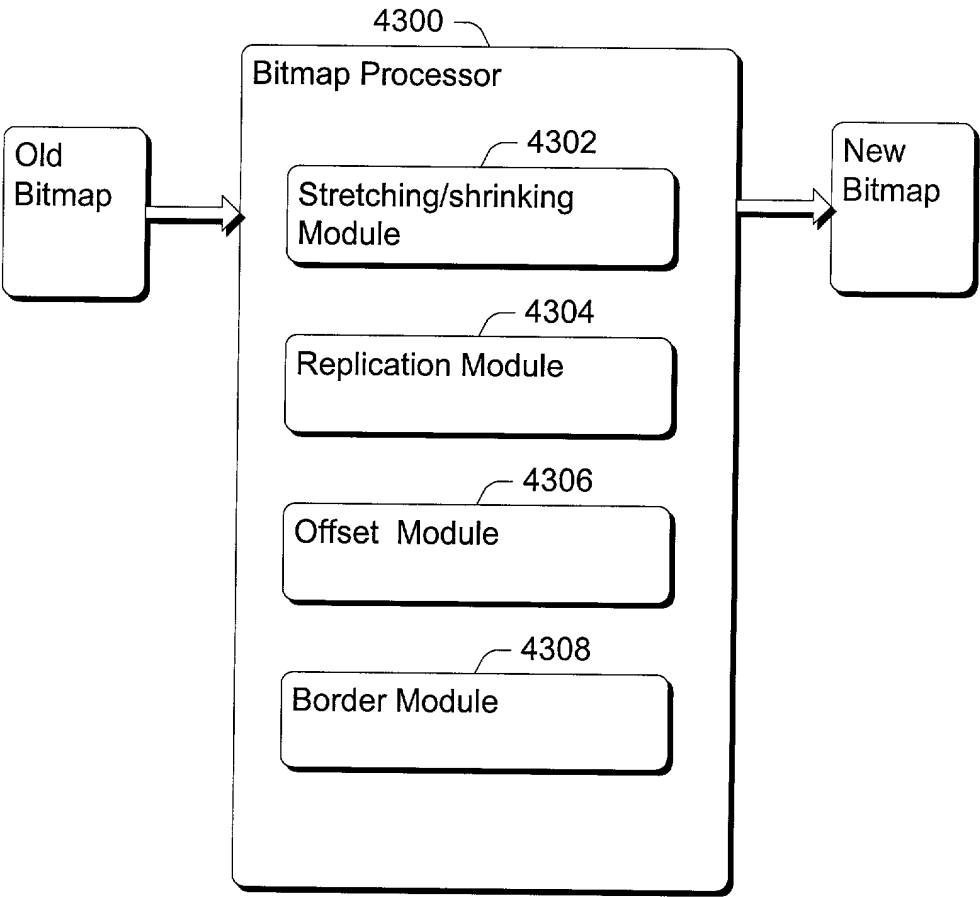 4300
Bitmap Processor
Old
Bitmap
4302
Stretching/shrinking
Module
New
Bitmap
4304
Replication Module
4306
Offset Module
4308
Border Module